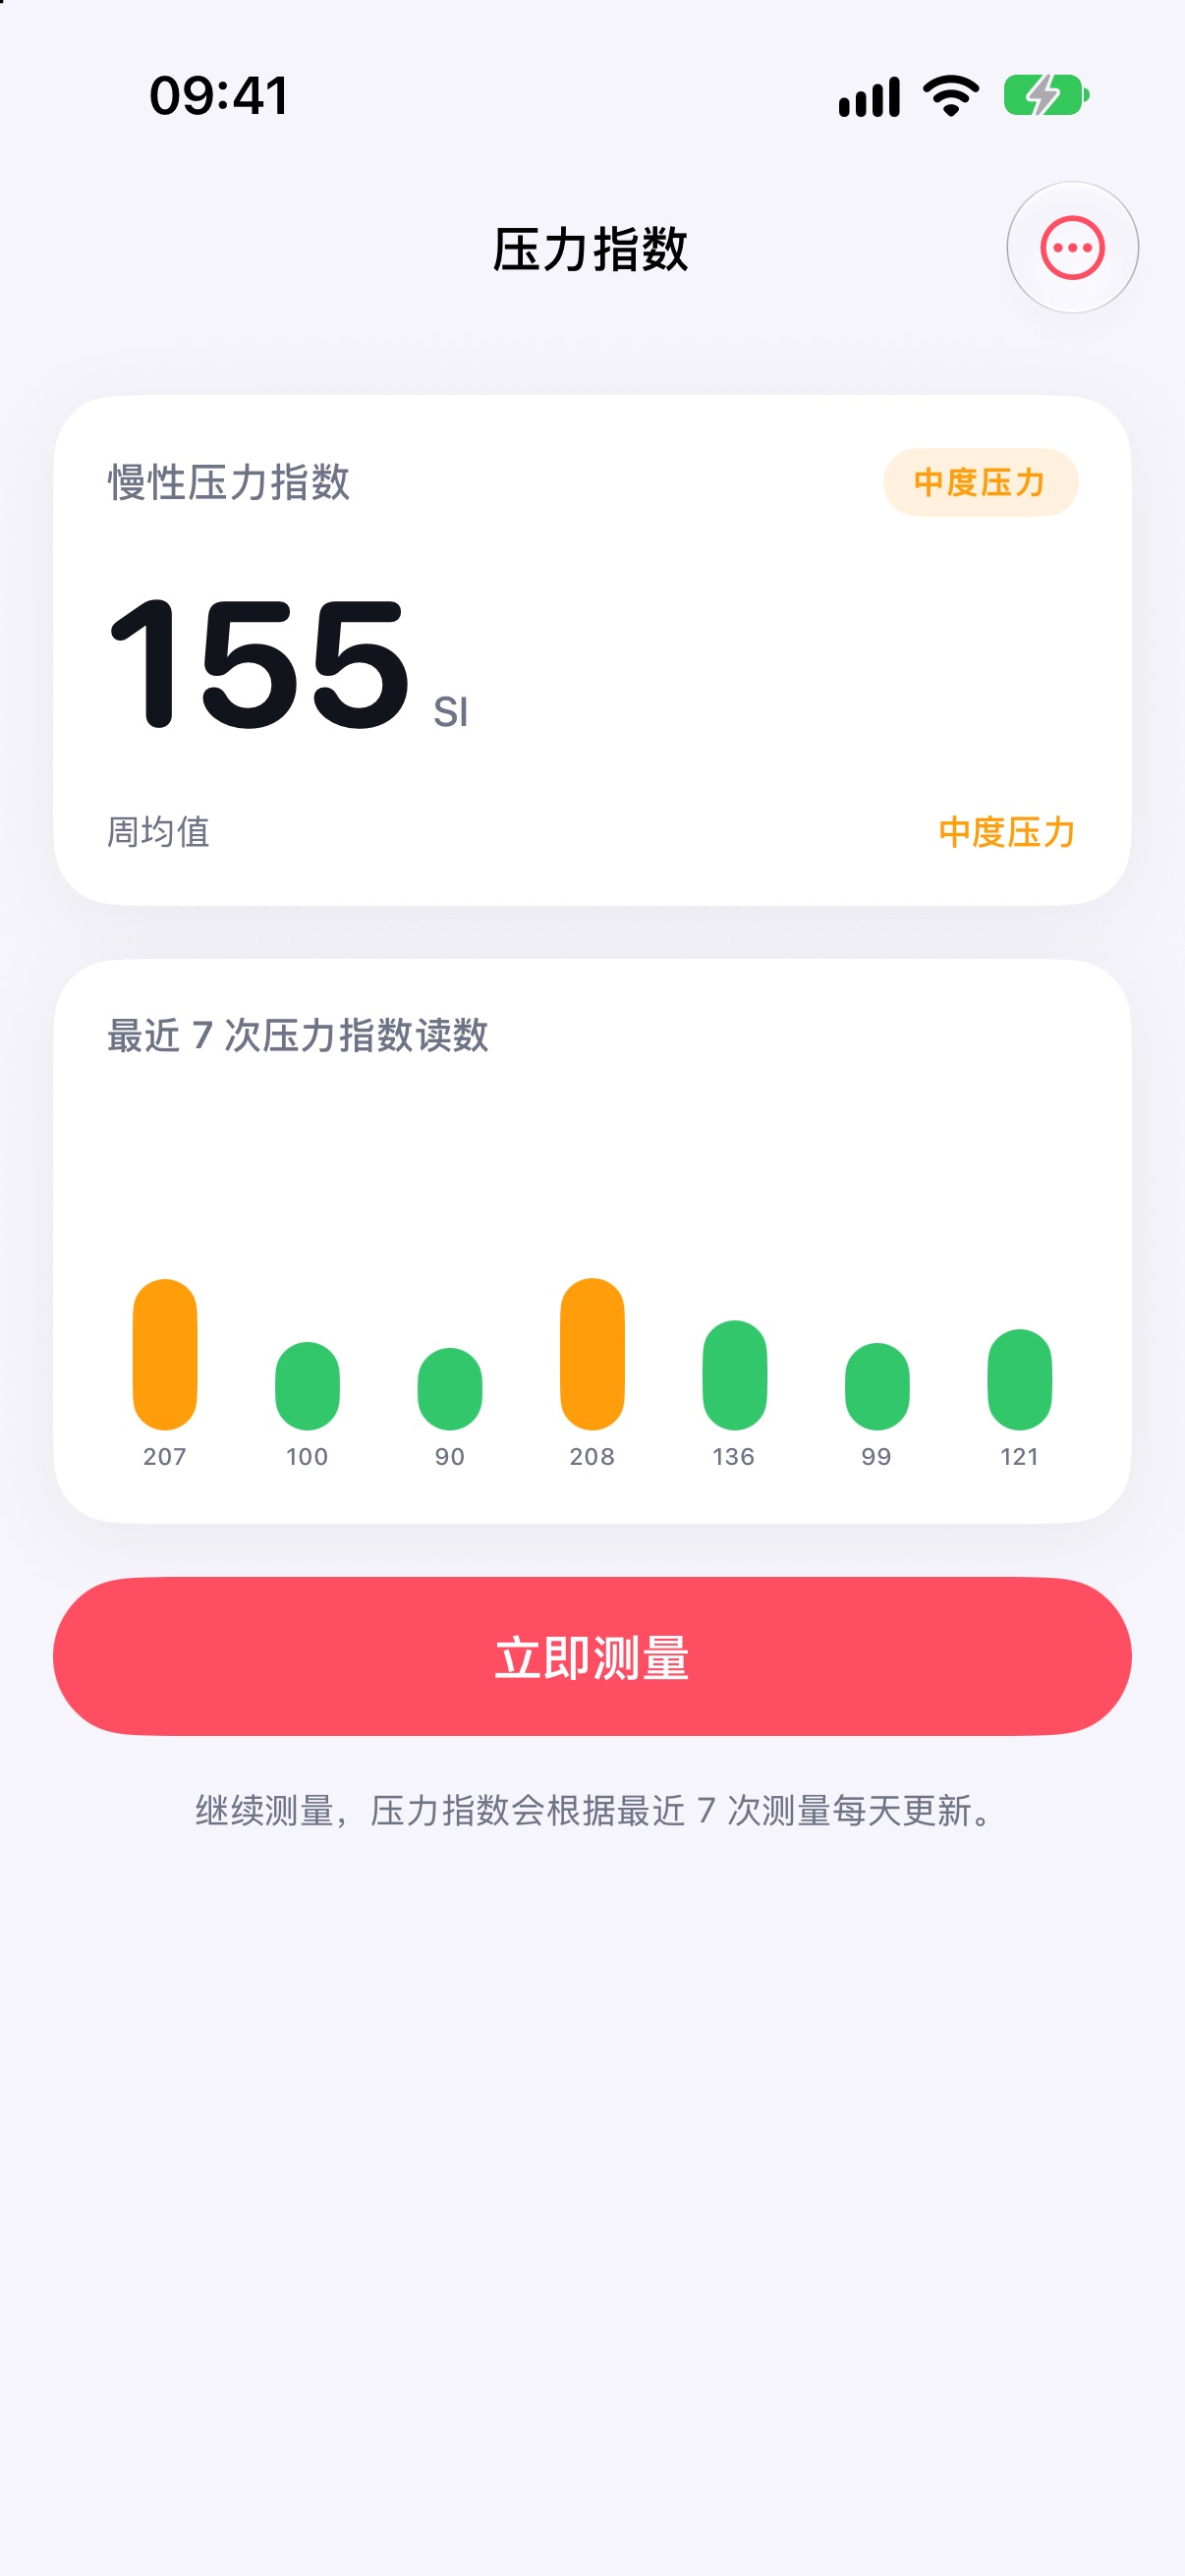 09:41
压力指数
慢性压力指数
中度压力
155 SI
周均值
中度压力
最近 7 次压力指数读数
207 100 90 208 136 99 121
立即测量
继续测量，压力指数会根据最近 7 次测量每天更新。